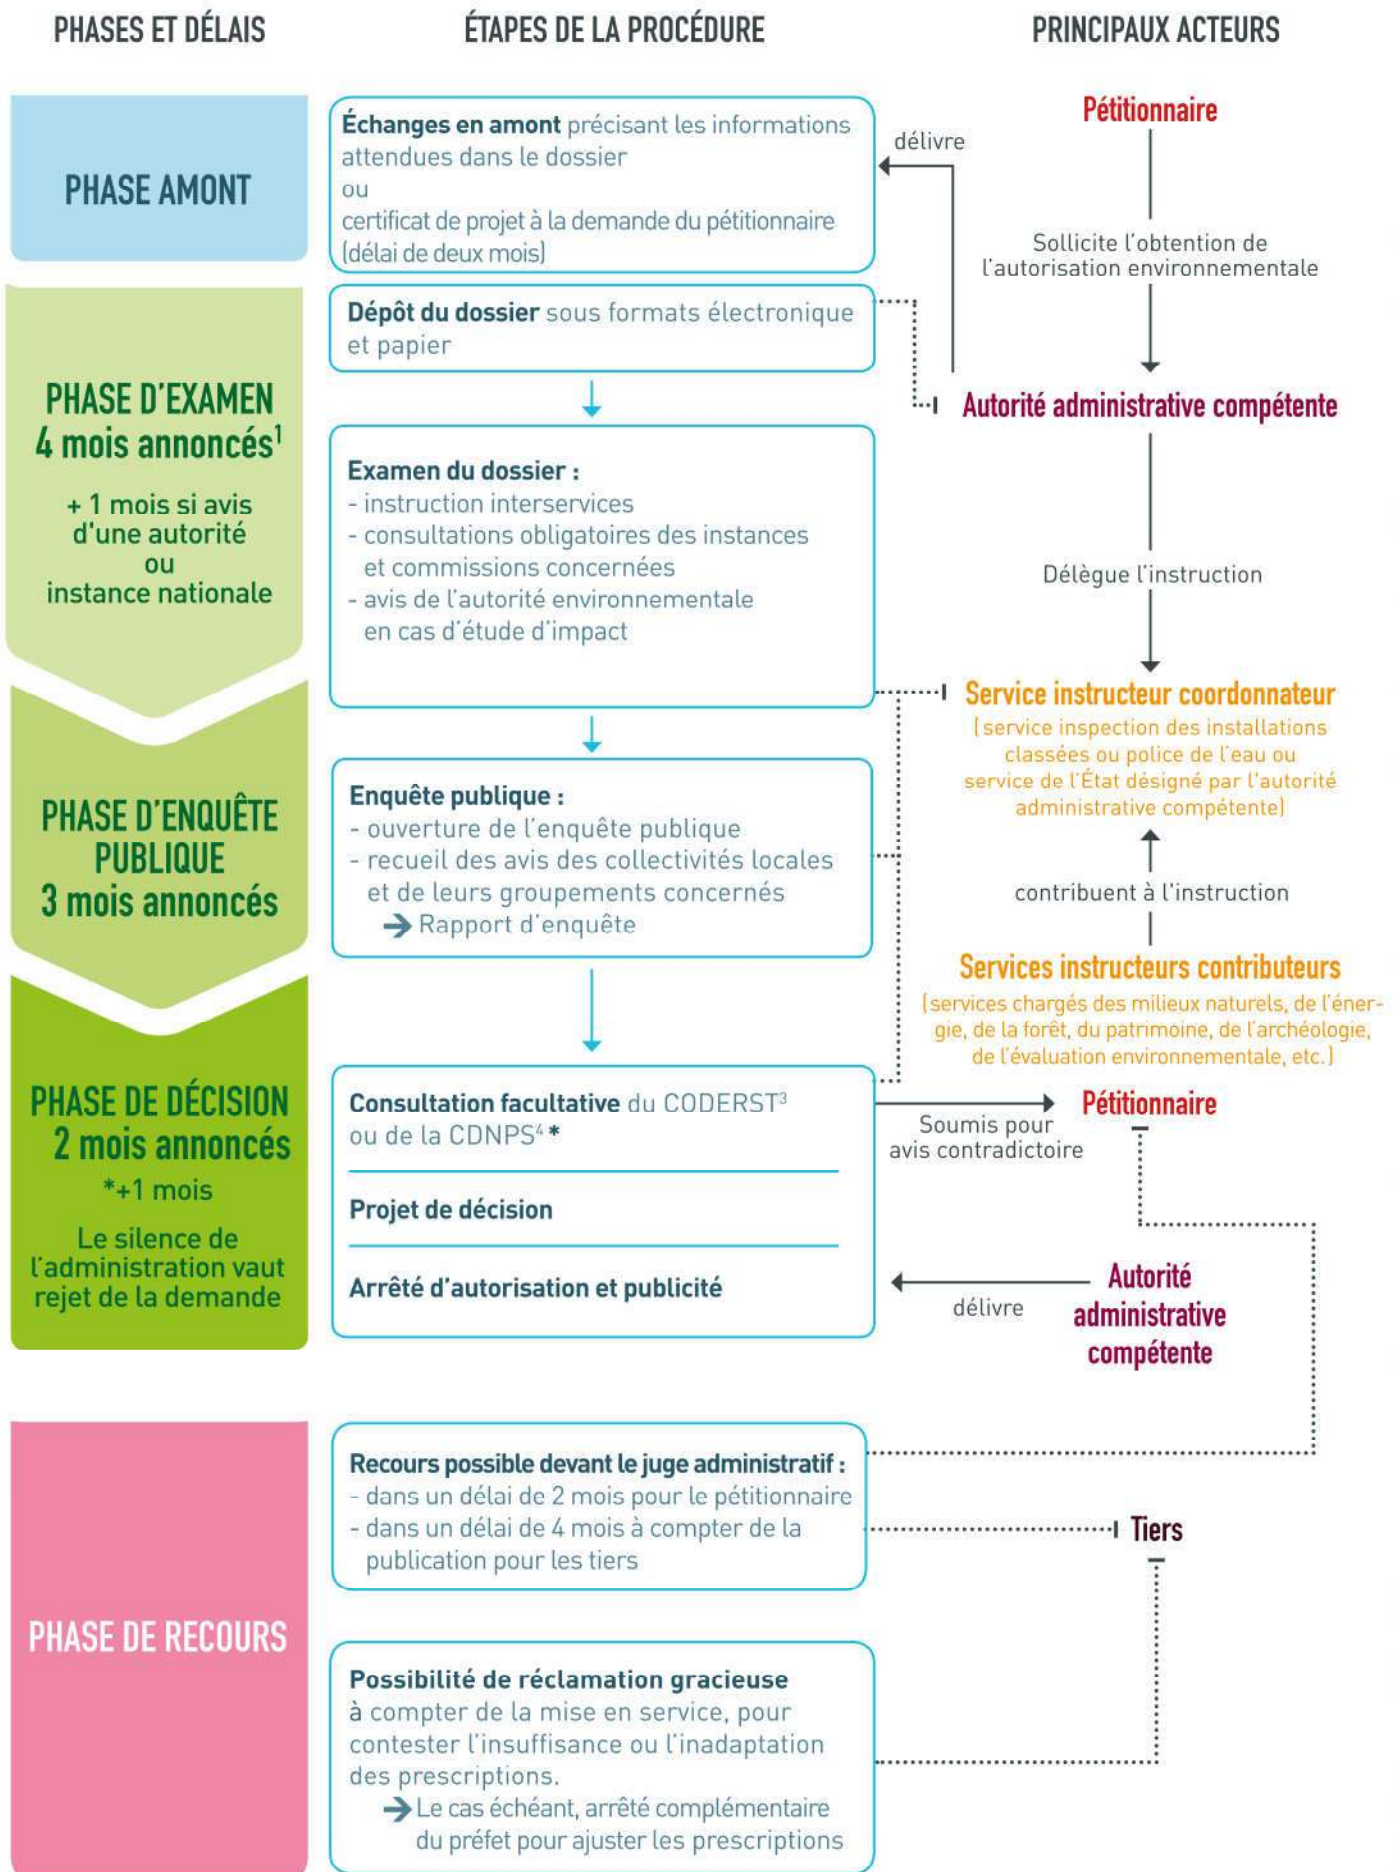 PHASES ET DÉLAIS
ÉTAPES DE LA PROCÉDURE
PRINCIPAUX ACTEURS
PHASE AMONT
Échanges en amont précisant les informations
attendues dans le dossier
ou
certificat de projet à la demande du pétitionnaire
(délai de deux mois)
délivre
Pétitionnaire
Sollicite l'obtention de
l'autorisation environnementale
PHASE D'EXAMEN
4 mois annoncés¹
+ 1 mois si avis
d'une autorité
ou
instance nationale
Dépôt du dossier sous formats électronique
et papier
Autorité administrative compétente
Examen du dossier :
- instruction interservices
- consultations obligatoires des instances
et commissions concernées
- avis de l'autorité environnementale
en cas d'étude d'impact
Délègue l'instruction
Service instructeur coordonnateur
(service inspection des installations
classées ou police de l'eau ou
service de l'État désigné par l'autorité
administrative compétente)
PHASE D'ENQUÊTE
PUBLIQUE
3 mois annoncés
Enquête publique :
- ouverture de l'enquête publique
- recueil des avis des collectivités locales
et de leurs groupements concernés
→ Rapport d'enquête
contribuent à l'instruction
Services instructeurs contributeurs
(services chargés des milieux naturels, de l'éner-
gie, de la forêt, du patrimoine, de l'archéologie,
de l'évaluation environnementale, etc.)
PHASE DE DÉCISION
2 mois annoncés
*+1 mois
Le silence de
l'administration vaut
rejet de la demande
Consultation facultative du CODERST³
ou de la CDNPS⁴ *
Projet de décision
Arrêté d'autorisation et publicité
Soumis pour
avis contradictoire
Pétitionnaire
délivre
Autorité
administrative
compétente
PHASE DE RECOURS
Recours possible devant le juge administratif :
- dans un délai de 2 mois pour le pétitionnaire
- dans un délai de 4 mois à compter de la
publication pour les tiers
Tiers
Possibilité de réclamation gracieuse
à compter de la mise en service, pour
contester l'insuffisance ou l'inadaptation
des prescriptions.
→ Le cas échéant, arrêté complémentaire
du préfet pour ajuster les prescriptions